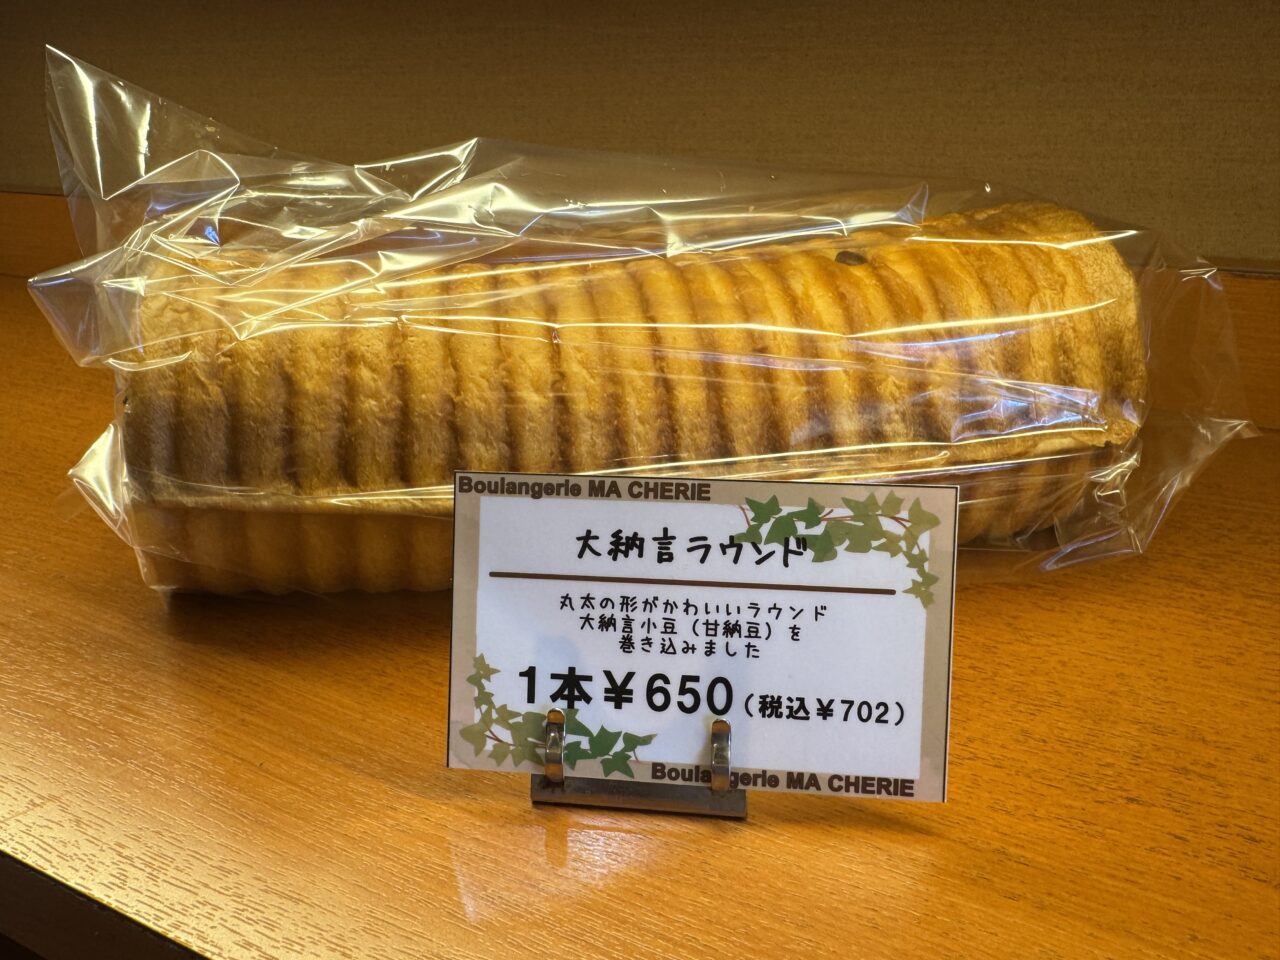 Boulangerie MA CHERIE
大納言ラウンド
丸太の形がかわいいラウンド
大納言小豆（甘納豆）を
巻き込みました
1本￥650（税込￥702）
Boulangerie MA CHERIE